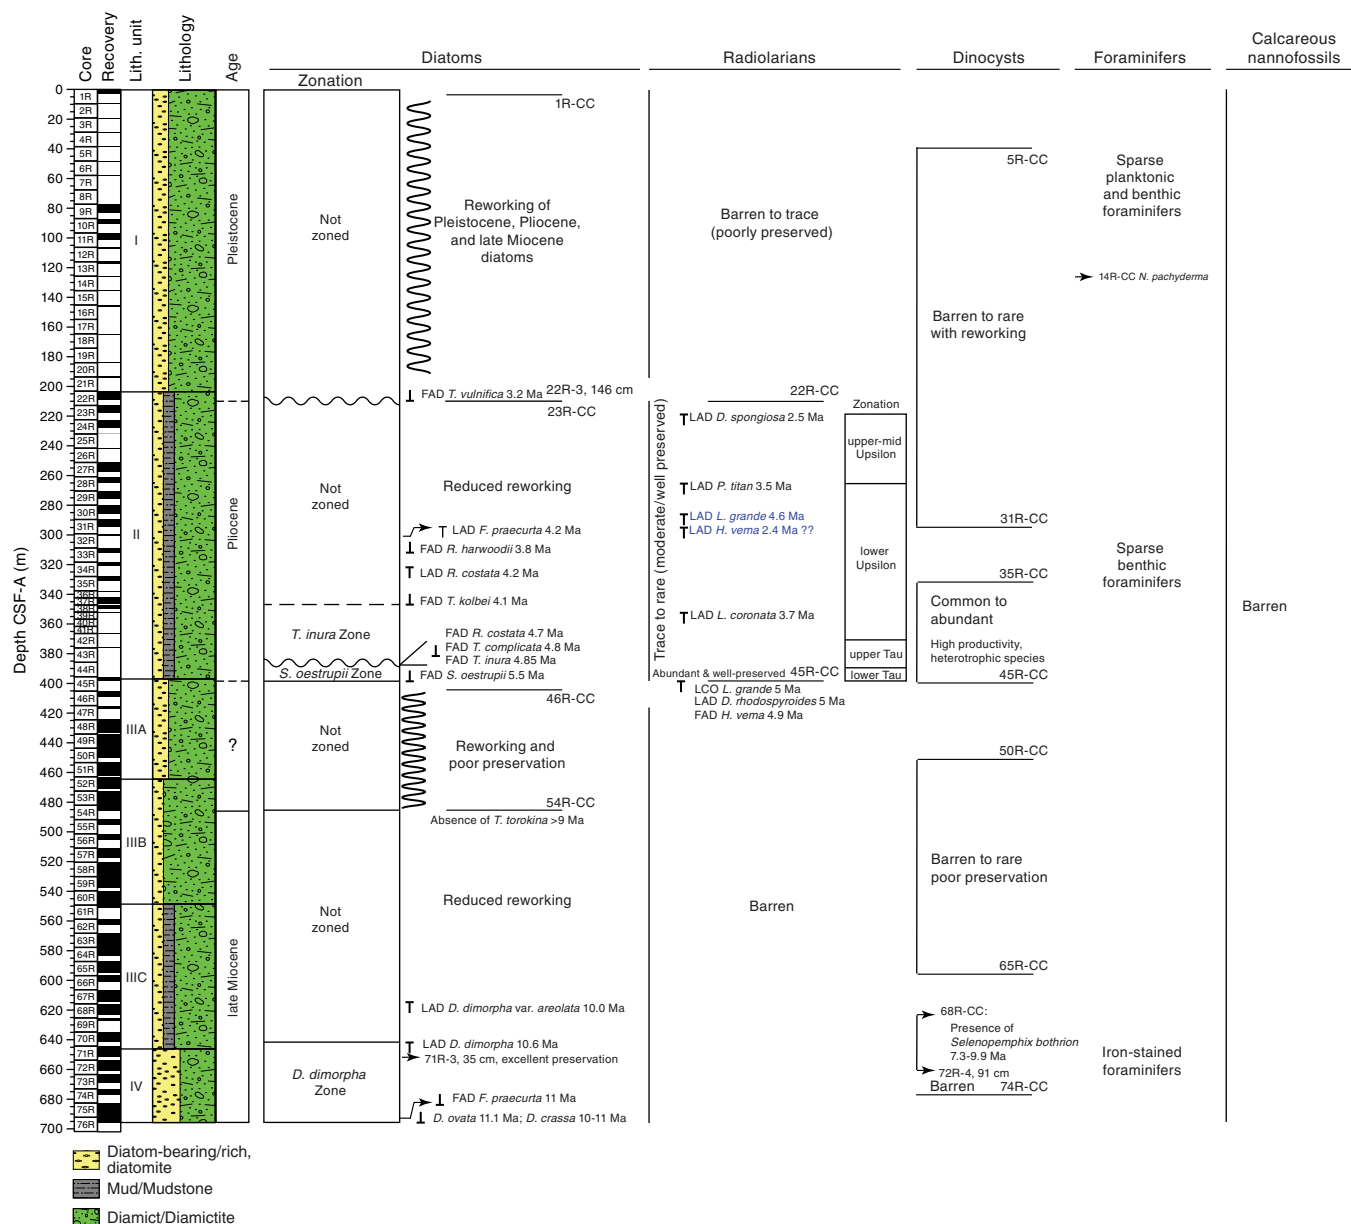 Core
Recovery
Lith. unit
Lithology
Age
Diatoms
Radiolarians
Dinocysts
Foraminifers
Calcareous
nannofossils
Zonation
Depth CSF-A (m)
0
20
40
60
80
100
120
140
160
180
200
220
240
260
280
300
320
340
360
380
400
420
440
460
480
500
520
540
560
580
600
620
640
660
680
700
1R
2R
3R
4R
5R
6R
7R
8R
9R
10R
11R
12R
13R
14R
15R
16R
17R
18R
19R
20R
21R
22R
23R
24R
25R
26R
27R
28R
29R
30R
31R
32R
33R
34R
35R
36R
37R
38R
39R
40R
41R
42R
43R
44R
45R
46R
47R
48R
49R
50R
51R
52R
53R
54R
55R
56R
57R
58R
59R
60R
61R
62R
63R
64R
65R
66R
67R
68R
69R
70R
71R
72R
73R
74R
75R
76R
I
II
IIIA
IIIB
IIIC
IV
Pleistocene
Pliocene
?
late Miocene
Not
zoned
Not
zoned
T. inura Zone
S. oestrupii Zone
Not
zoned
Not
zoned
D. dimorpha
Zone
1R-CC
Reworking of
Pleistocene, Pliocene,
and late Miocene
diatoms
FAD T. vulnifica 3.2 Ma
22R-3, 146 cm
23R-CC
Reduced reworking
LAD F. praecurta 4.2 Ma
FAD R. harwoodii 3.8 Ma
LAD R. costata 4.2 Ma
FAD T. kolbei 4.1 Ma
FAD R. costata 4.7 Ma
FAD T. complicata 4.8 Ma
FAD T. inura 4.85 Ma
FAD S. oestrupii 5.5 Ma
46R-CC
Reworking and
poor preservation
54R-CC
Absence of T. torokina >9 Ma
Reduced reworking
LAD D. dimorpha var. areolata 10.0 Ma
LAD D. dimorpha 10.6 Ma
71R-3, 35 cm, excellent preservation
FAD F. praecurta 11 Ma
D. ovata 11.1 Ma; D. crassa 10-11 Ma
Barren to trace
(poorly preserved)
22R-CC
Trace to rare (moderate/well preserved)
LAD D. spongiosa 2.5 Ma
LAD P. titan 3.5 Ma
LAD L. grande 4.6 Ma
LAD H. vema 2.4 Ma ??
LAD L. coronata 3.7 Ma
Abundant & well-preserved 45R-CC
LCO L. grande 5 Ma
LAD D. rhodospyroides 5 Ma
FAD H. vema 4.9 Ma
Zonation
upper-mid
Upsilon
lower
Upsilon
upper Tau
lower Tau
Barren
5R-CC
Barren to rare
with reworking
31R-CC
35R-CC
Common to
abundant
High productivity,
heterotrophic species
45R-CC
50R-CC
Barren to rare
poor preservation
65R-CC
68R-CC:
Presence of
Selenopemphix bothrion
7.3-9.9 Ma
72R-4, 91 cm
Barren 74R-CC
Sparse
planktonic
and benthic
foraminifers
14R-CC N. pachyderma
Sparse
benthic
foraminifers
Iron-stained
foraminifers
Barren
Diatom-bearing/rich,
diatomite
Mud/Mudstone
Diamict/Diamictite